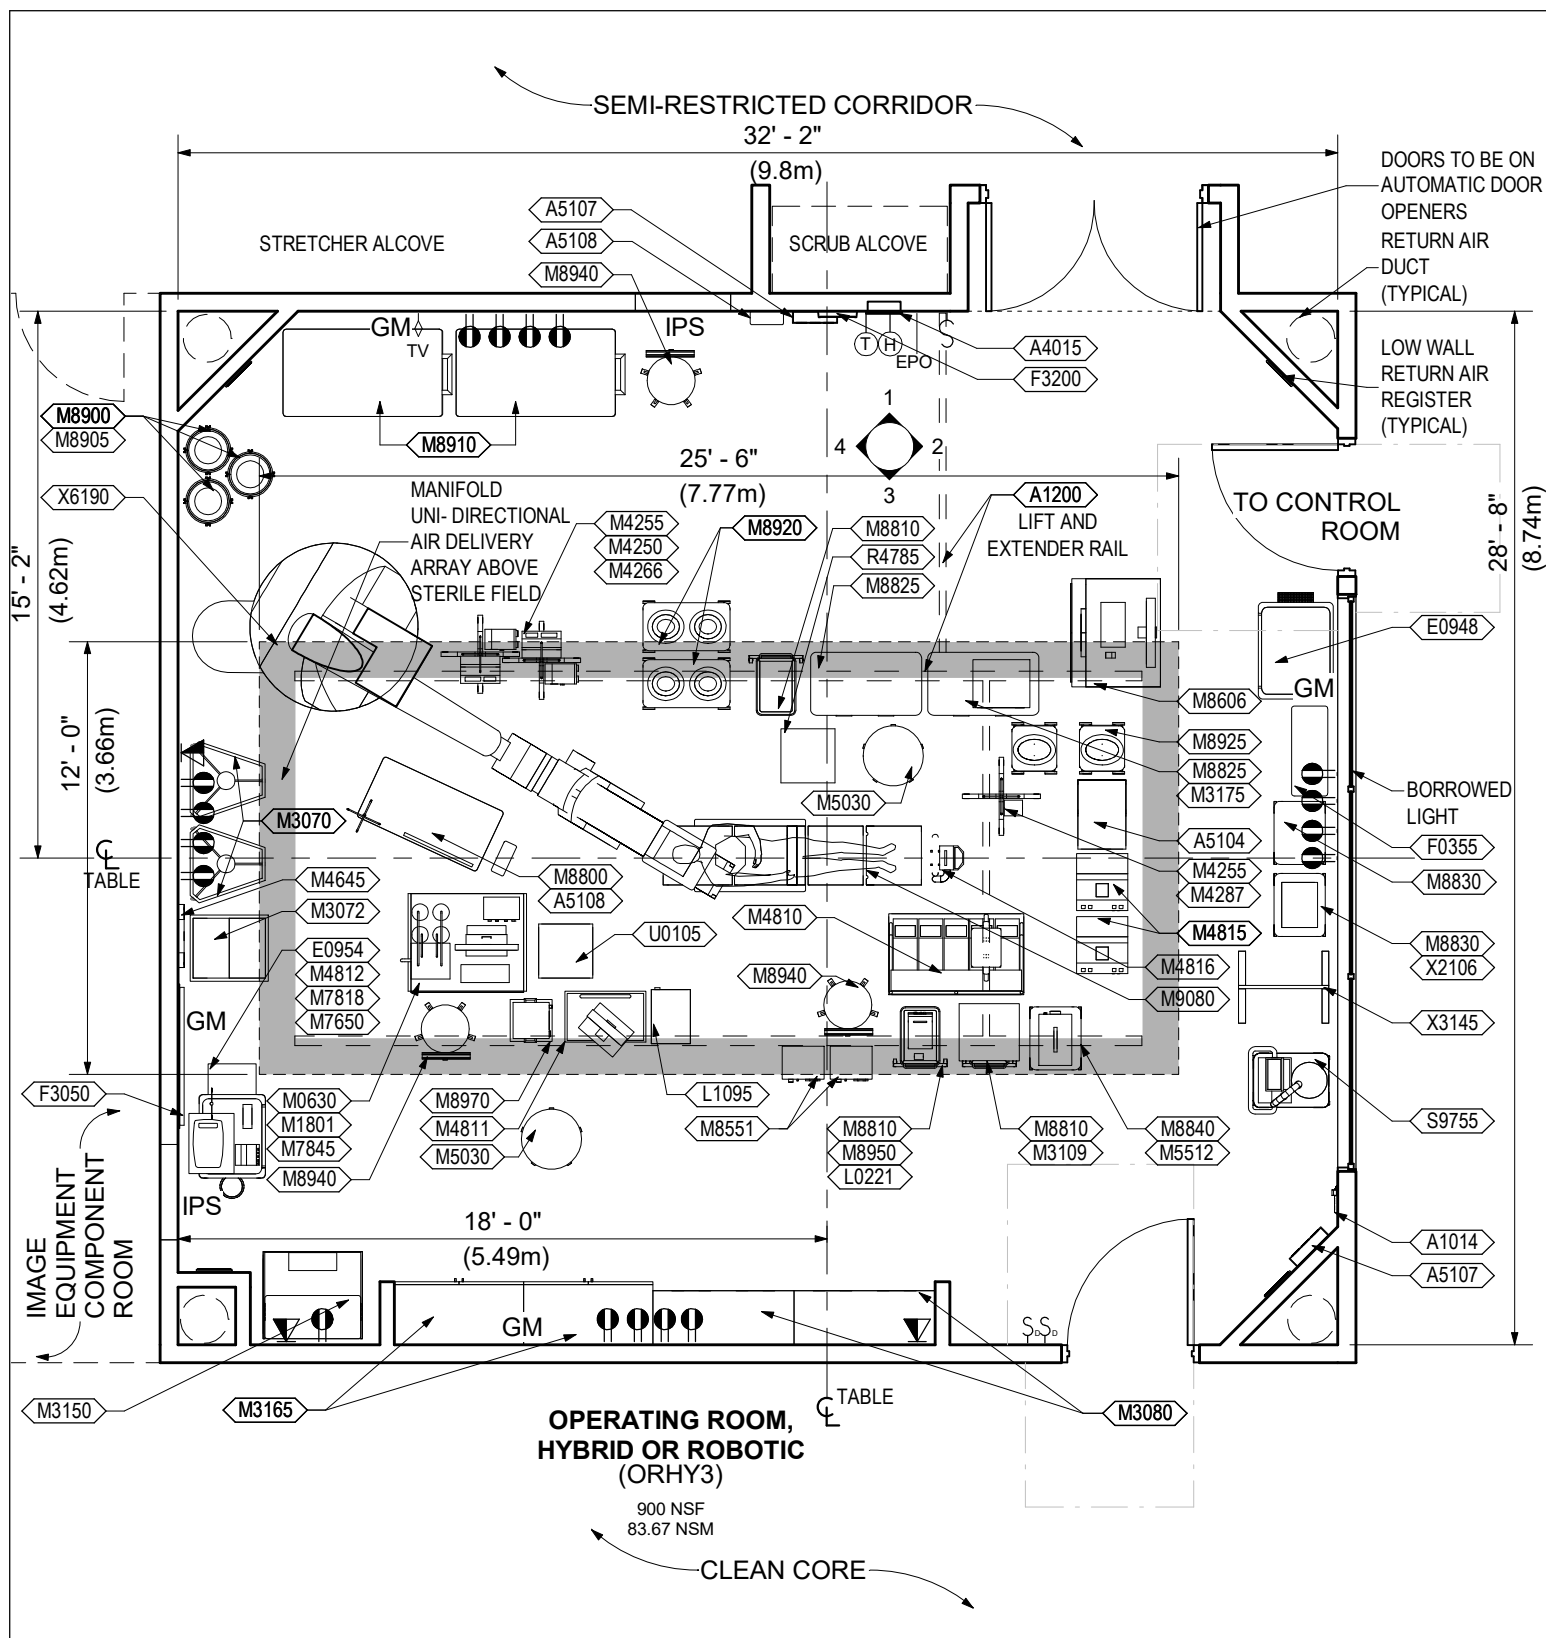 SEMI-RESTRICTED CORRIDOR
32' - 2"
(9.8m)
DOORS TO BE ON
AUTOMATIC DOOR
OPENERS
RETURN AIR
DUCT
(TYPICAL)
A5107
A5108
M8940
STRETCHER ALCOVE
SCRUB ALCOVE
GM
TV
IPS
T
H
EPO
S
A4015
F3200
LOW WALL
RETURN AIR
REGISTER
(TYPICAL)
M8900
M8905
M8910
1
4
2
3
25' - 6"
(7.77m)
X6190
MANIFOLD
UNI- DIRECTIONAL
AIR DELIVERY
ARRAY ABOVE
STERILE FIELD
M4255
M4250
M4266
M8920
M8810
R4785
M8825
A1200
LIFT AND
EXTENDER RAIL
TO CONTROL
ROOM
28' - 8"
(8.74m)
15' - 2"
(4.62m)
12' - 0"
(3.66m)
E0948
GM
M8606
M8925
M8825
M3175
BORROWED
LIGHT
M5030
M3070
A5104
F0355
M4255
M4287
M8830
CL
TABLE
M4645
M3072
M8800
A5108
M4810
M4815
E0954
M4812
M7818
M7650
U0105
M8940
M8830
X2106
M4816
M9080
GM
X3145
F3050
M0630
M1801
M7845
M8940
M8970
M4811
M5030
L1095
M8551
M8810
M8950
L0221
M8810
M3109
M8840
M5512
S9755
IPS
IMAGE
EQUIPMENT
COMPONENT
ROOM
18' - 0"
(5.49m)
A1014
A5107
GM
SD SD
M3150
M3165
CL TABLE
M3080
OPERATING ROOM,
HYBRID OR ROBOTIC
(ORHY3)
900 NSF
83.67 NSM
CLEAN CORE